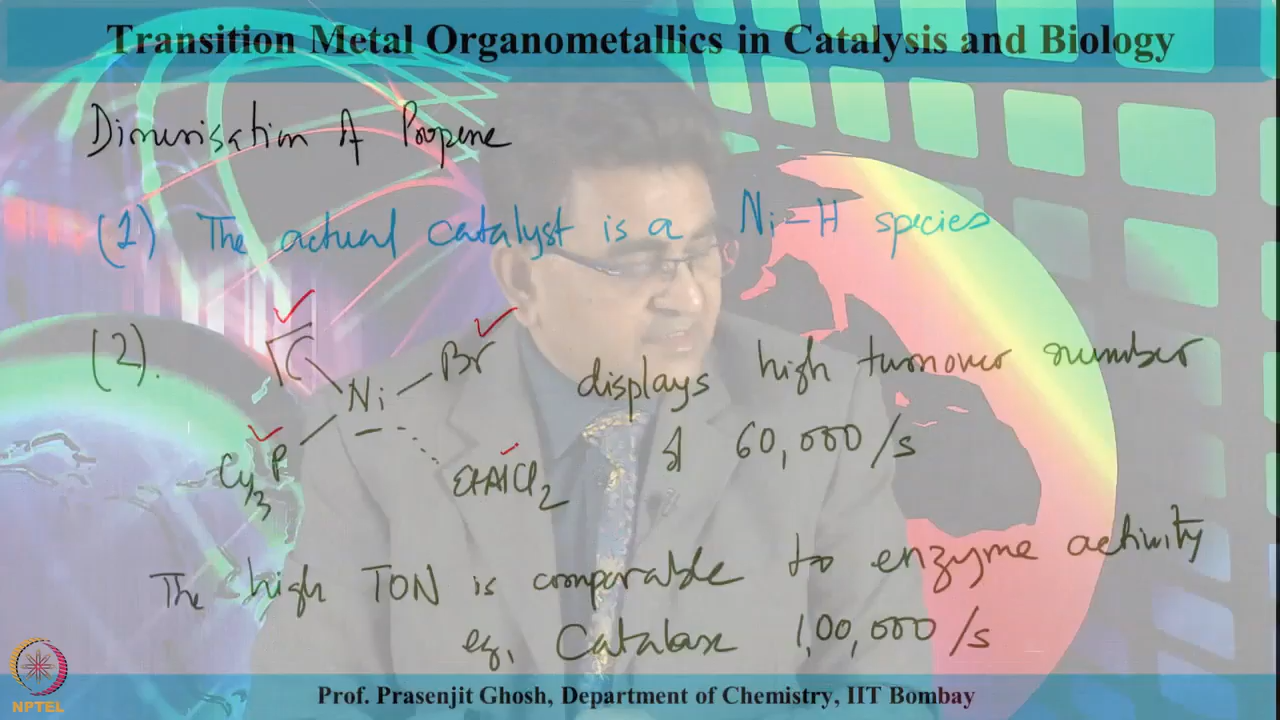 Transition Metal Organometallics in Catalysis and Biology
Dimerisation of Propene
(1) The actual catalyst is a Ni-H species
(2).
Br
Ni
displays high turnover number
Cy3P
EtAlCl2
of 60,000/s
The high TON is comparable to enzyme activity
eg, Catalase 1,00,000/s
Prof. Prasenjit Ghosh, Department of Chemistry, IIT Bombay
NPTEL